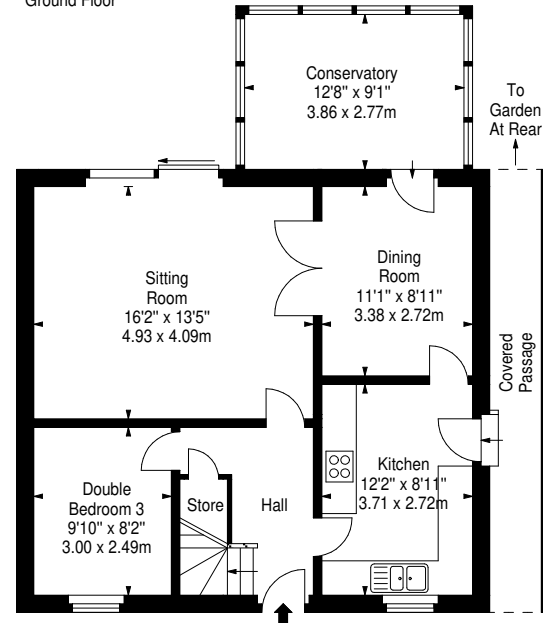 Ground Floor
Conservatory
12'8" x 9'1"
3.86 x 2.77m
To
Garden
At Rear
Sitting
Room
16'2" x 13'5"
4.93 x 4.09m
Dining
Room
11'1" x 8'11"
3.38 x 2.72m
Covered
Passage
Double
Bedroom 3
9'10" x 8'2"
3.00 x 2.49m
Store
Hall
Kitchen
12'2" x 8'11"
3.71 x 2.72m